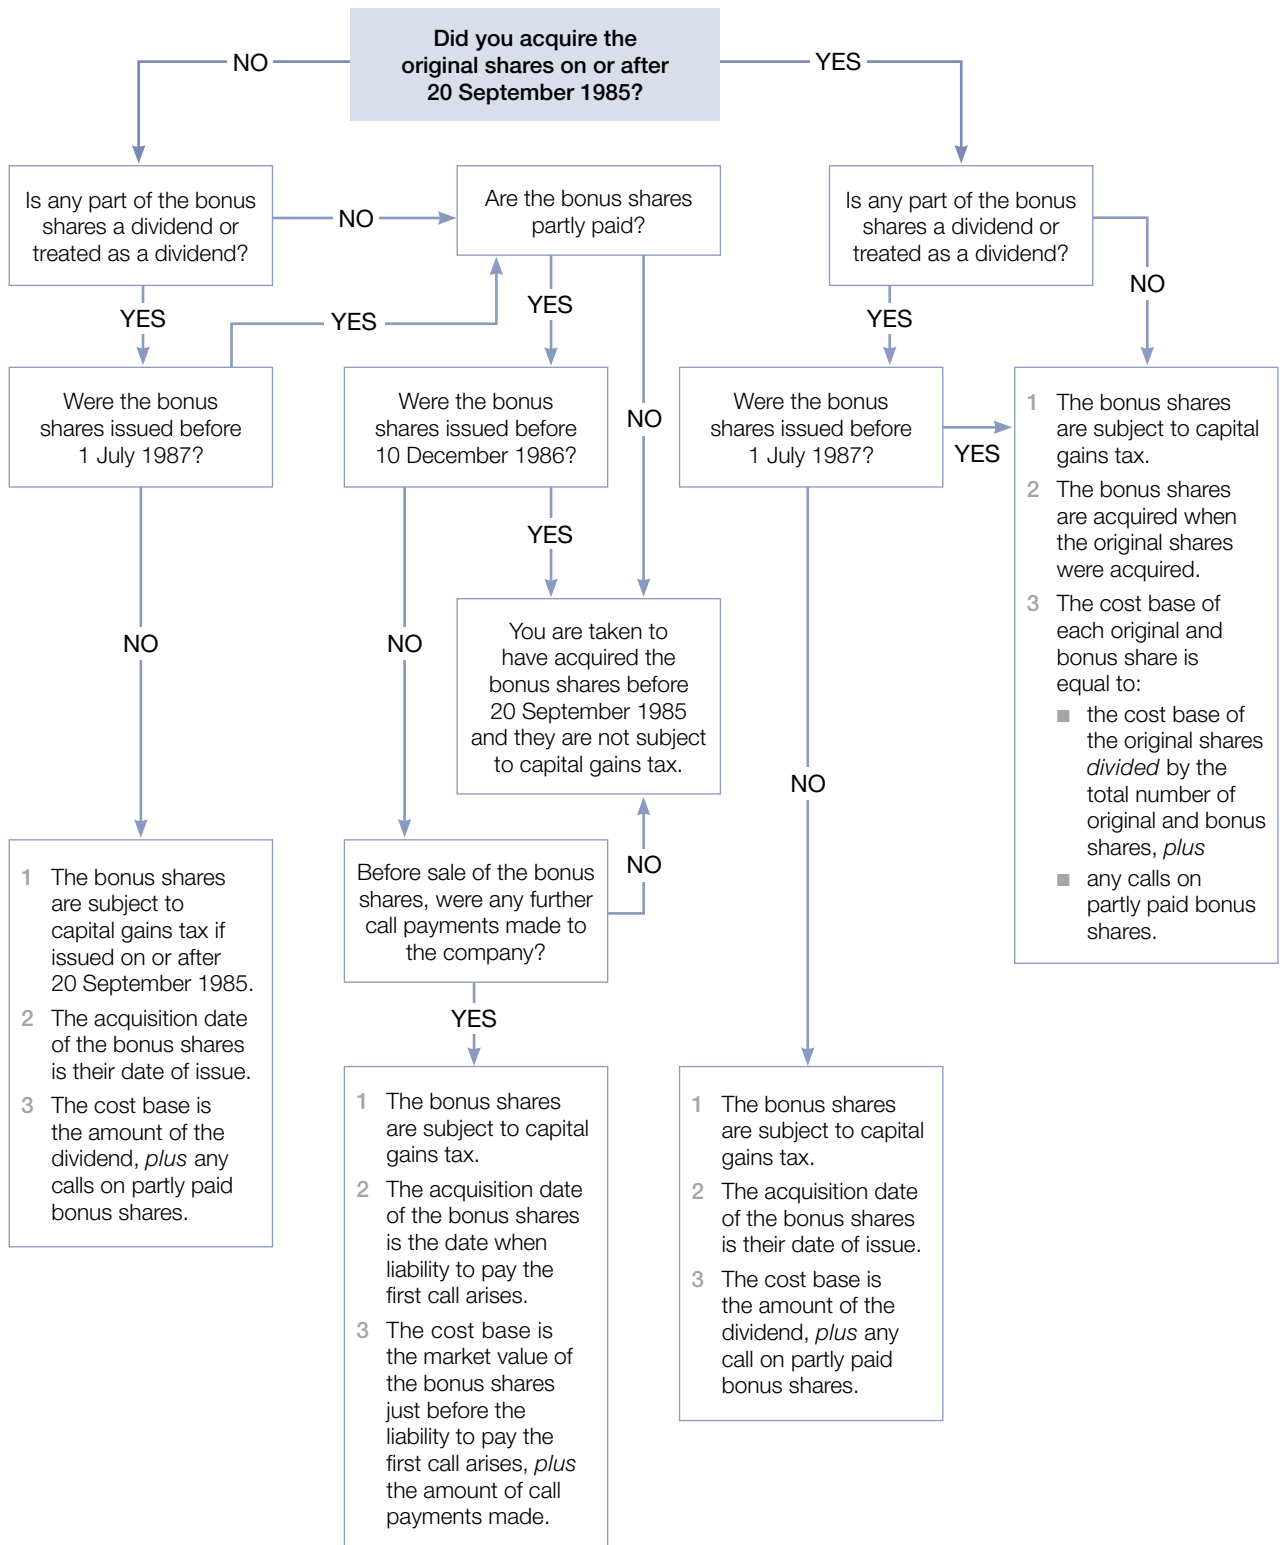 Did you acquire the
original shares on or after
20 September 1985?
NO
YES
Is any part of the bonus
shares a dividend or
treated as a dividend?
NO
Are the bonus shares
partly paid?
Is any part of the bonus
shares a dividend or
treated as a dividend?
YES
YES
YES
YES
NO
Were the bonus
shares issued before
1 July 1987?
Were the bonus
shares issued before
10 December 1986?
NO
Were the bonus
shares issued before
1 July 1987?
YES
1 The bonus shares
are subject to capital
gains tax.
2 The bonus shares
are acquired when
the original shares
were acquired.
3 The cost base of
each original and
bonus share is
equal to:
■ the cost base of
the original shares
divided by the
total number of
original and bonus
shares, plus
■ any calls on
partly paid bonus
shares.
NO
NO
YES
You are taken to
have acquired the
bonus shares before
20 September 1985
and they are not subject
to capital gains tax.
NO
1 The bonus shares
are subject to
capital gains tax if
issued on or after
20 September 1985.
2 The acquisition date
of the bonus shares
is their date of issue.
3 The cost base is
the amount of the
dividend, plus any
calls on partly paid
bonus shares.
Before sale of the bonus
shares, were any further
call payments made to
the company?
NO
YES
1 The bonus shares
are subject to capital
gains tax.
2 The acquisition date
of the bonus shares
is the date when
liability to pay the
first call arises.
3 The cost base is
the market value of
the bonus shares
just before the
liability to pay the
first call arises, plus
the amount of call
payments made.
1 The bonus shares
are subject to capital
gains tax.
2 The acquisition date
of the bonus shares
is their date of issue.
3 The cost base is
the amount of the
dividend, plus any
call on partly paid
bonus shares.